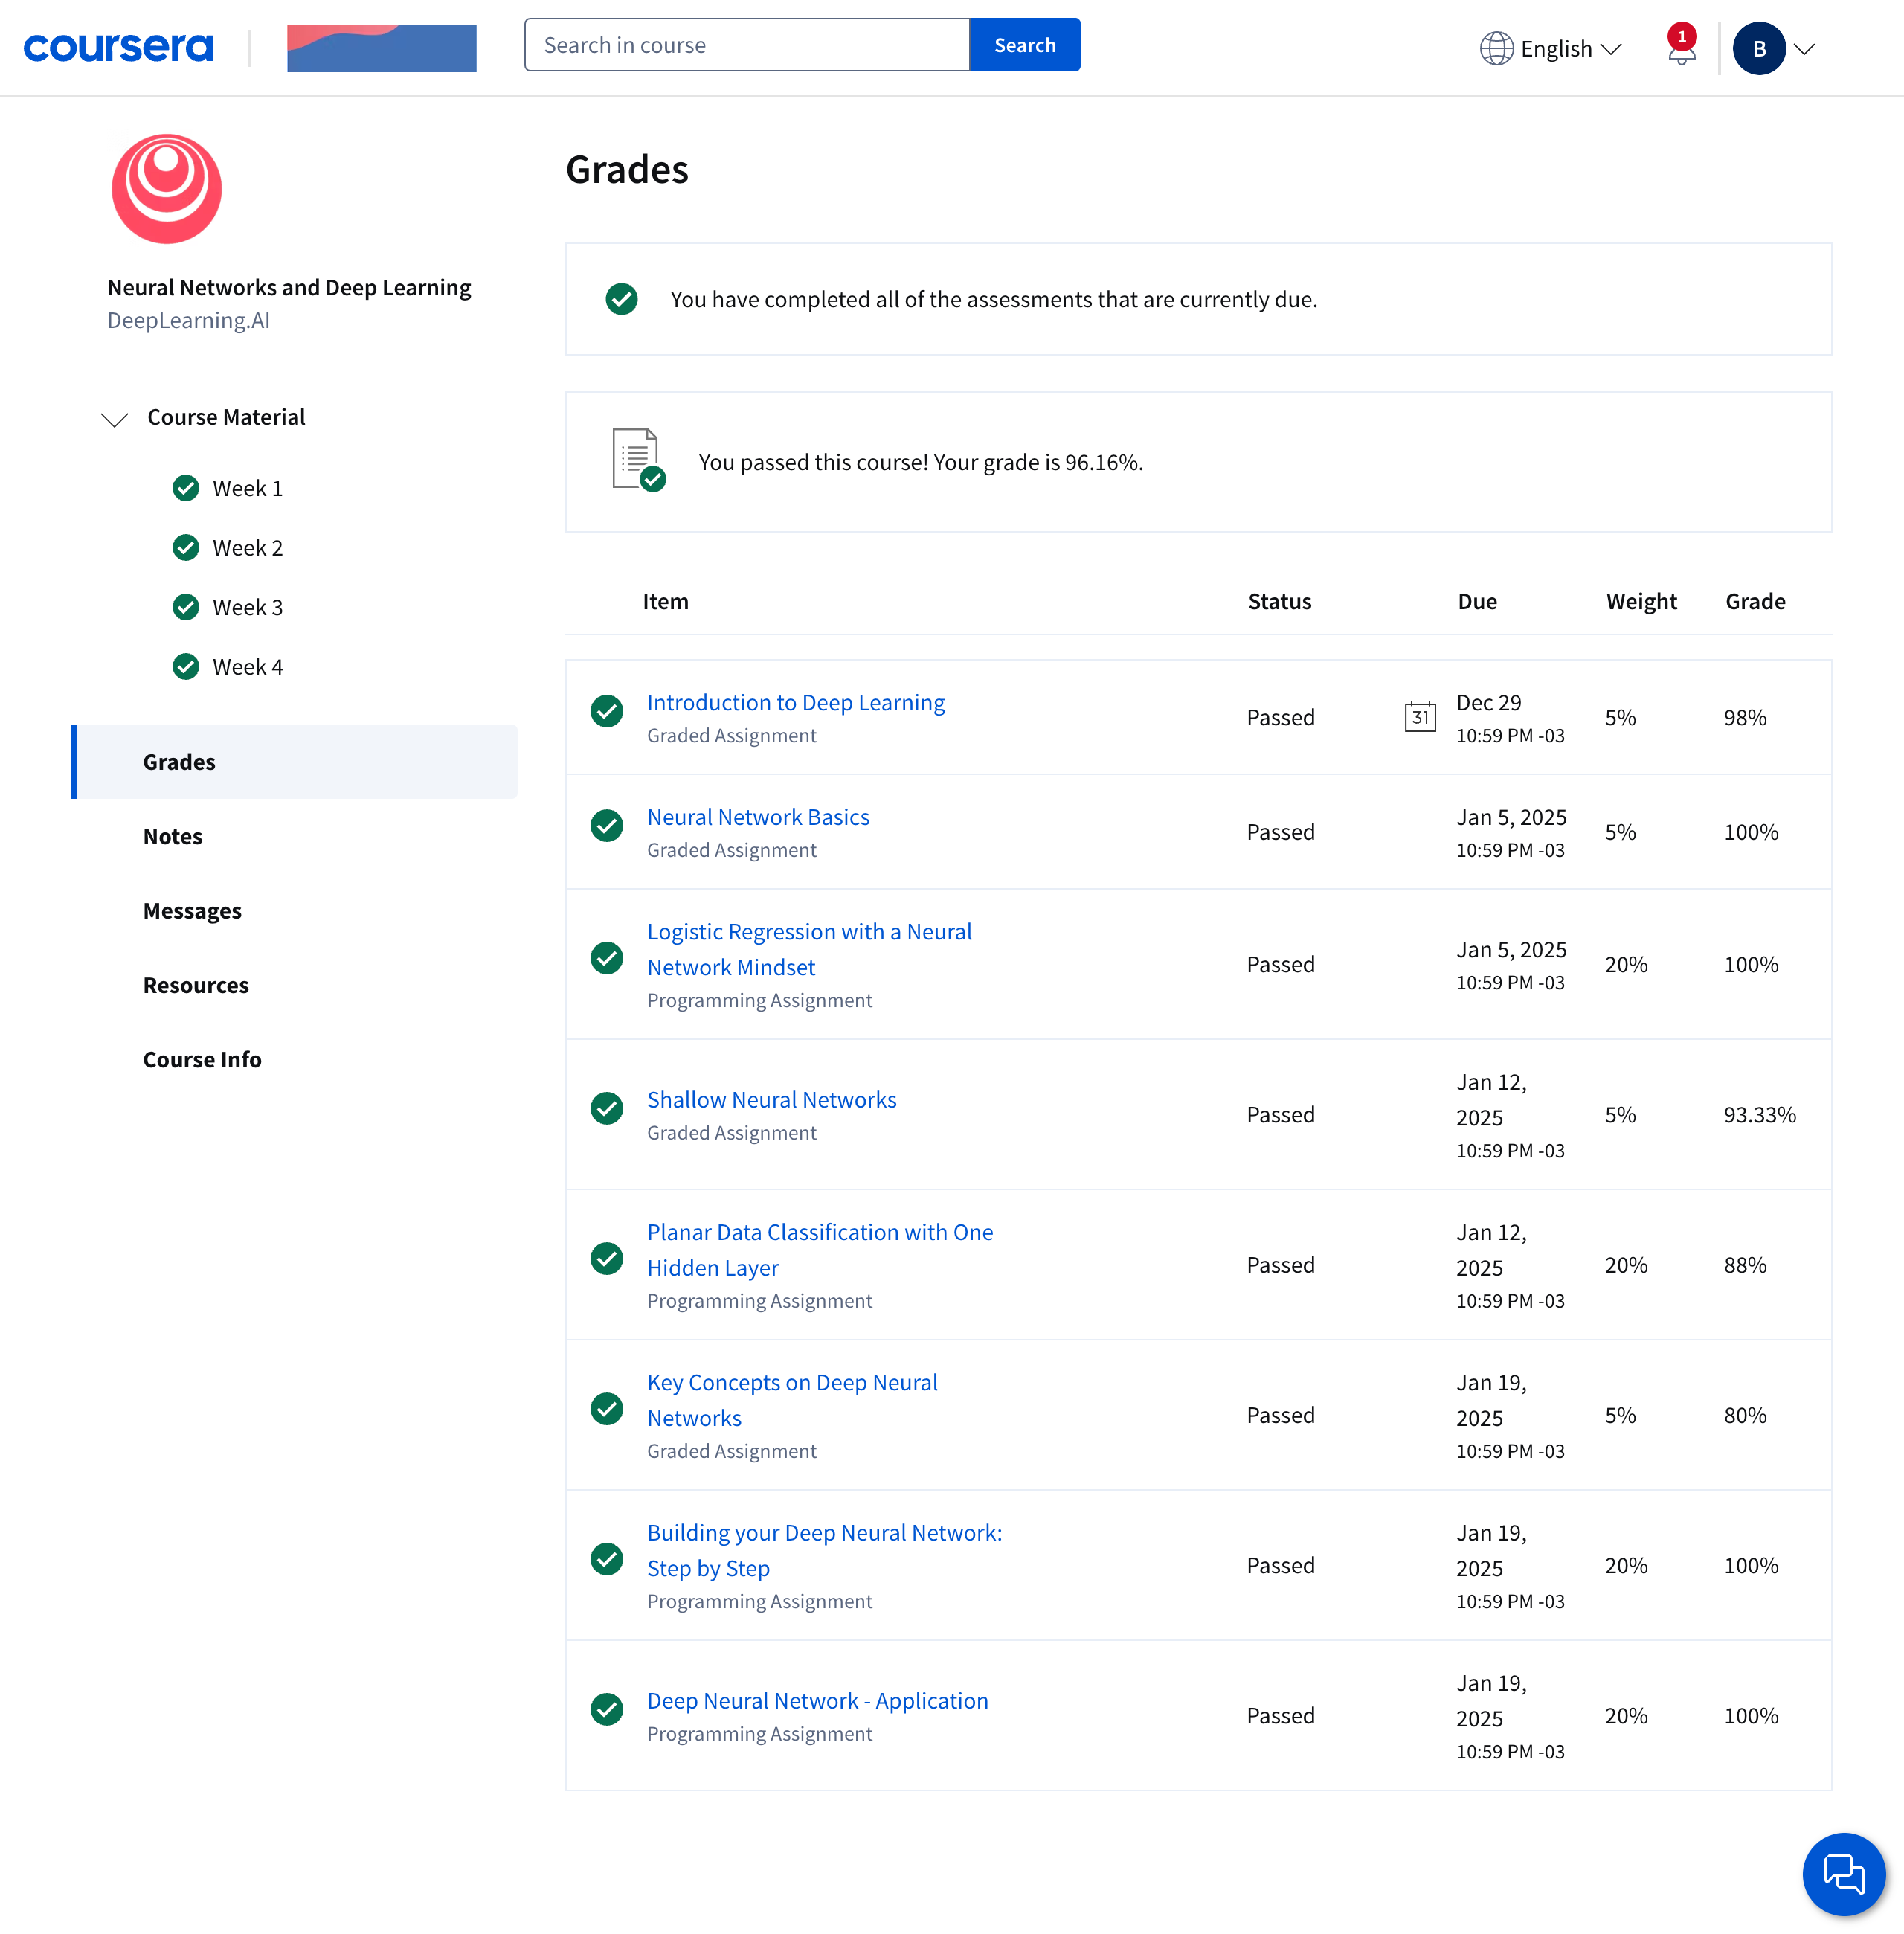 coursera
Search in course
Search
English
1
B
Neural Networks and Deep Learning
DeepLearning.AI
Course Material
Week 1
Week 2
Week 3
Week 4
Grades
Notes
Messages
Resources
Course Info
Grades
You have completed all of the assessments that are currently due.
You passed this course! Your grade is 96.16%.
Item Status Due Weight Grade
Introduction to Deep Learning
Graded Assignment
Passed
31
Dec 29
10:59 PM -03
5%
98%
Neural Network Basics
Graded Assignment
Passed
Jan 5, 2025
10:59 PM -03
5%
100%
Logistic Regression with a Neural
Network Mindset
Programming Assignment
Passed
Jan 5, 2025
10:59 PM -03
20%
100%
Shallow Neural Networks
Graded Assignment
Passed
Jan 12,
2025
10:59 PM -03
5%
93.33%
Planar Data Classification with One
Hidden Layer
Programming Assignment
Passed
Jan 12,
2025
10:59 PM -03
20%
88%
Key Concepts on Deep Neural
Networks
Graded Assignment
Passed
Jan 19,
2025
10:59 PM -03
5%
80%
Building your Deep Neural Network:
Step by Step
Programming Assignment
Passed
Jan 19,
2025
10:59 PM -03
20%
100%
Deep Neural Network - Application
Programming Assignment
Passed
Jan 19,
2025
10:59 PM -03
20%
100%